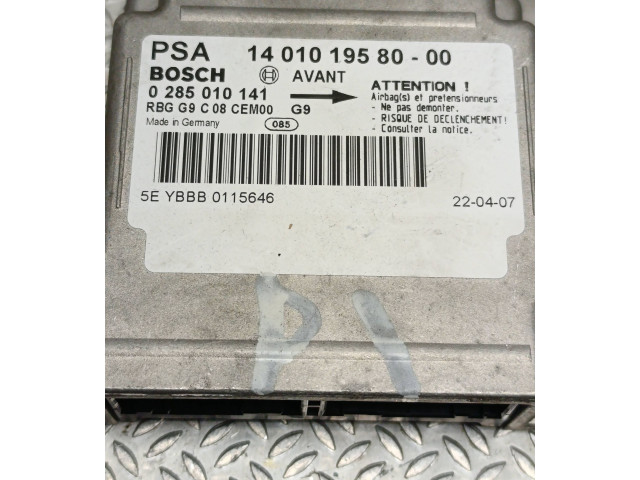 PSA 14 010 195 80 - 00
BOSCH AVANT
0 285 010 141
RBG G9 C 08 CEM00 G9
Made in Germany 085
ATTENTION !
Airbag(s) et pretensionneurs
- Ne pas demonter.
- RISQUE DE DECLENCHEMENT!
- Consulter la notice.
5E YBBB 0115646 22-04-07
P1